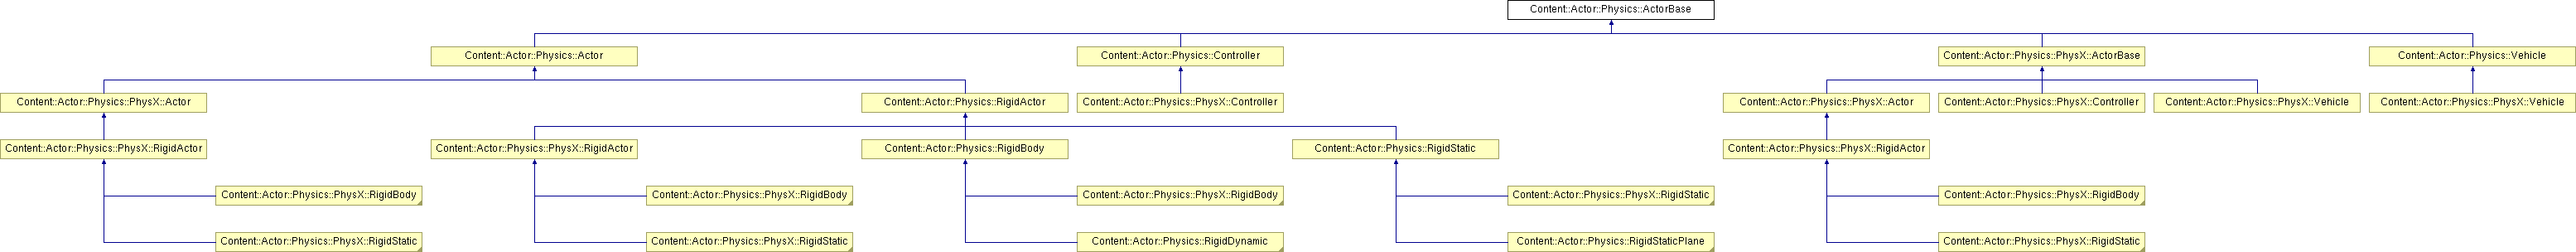 Content::Actor::Physics::ActorBase
Content::Actor::Physics::Actor
Content::Actor::Physics::Controller
Content::Actor::Physics::PhysX::ActorBase
Content::Actor::Physics::Vehicle
Content::Actor::Physics::PhysX::Actor
Content::Actor::Physics::RigidActor
Content::Actor::Physics::PhysX::Controller
Content::Actor::Physics::PhysX::Actor
Content::Actor::Physics::PhysX::Controller
Content::Actor::Physics::PhysX::Vehicle
Content::Actor::Physics::PhysX::Vehicle
Content::Actor::Physics::PhysX::RigidActor
Content::Actor::Physics::PhysX::RigidActor
Content::Actor::Physics::RigidBody
Content::Actor::Physics::RigidStatic
Content::Actor::Physics::PhysX::RigidActor
Content::Actor::Physics::PhysX::RigidBody
Content::Actor::Physics::PhysX::RigidBody
Content::Actor::Physics::PhysX::RigidBody
Content::Actor::Physics::PhysX::RigidStatic
Content::Actor::Physics::PhysX::RigidBody
Content::Actor::Physics::PhysX::RigidStatic
Content::Actor::Physics::PhysX::RigidStatic
Content::Actor::Physics::RigidDynamic
Content::Actor::Physics::RigidStaticPlane
Content::Actor::Physics::PhysX::RigidStatic